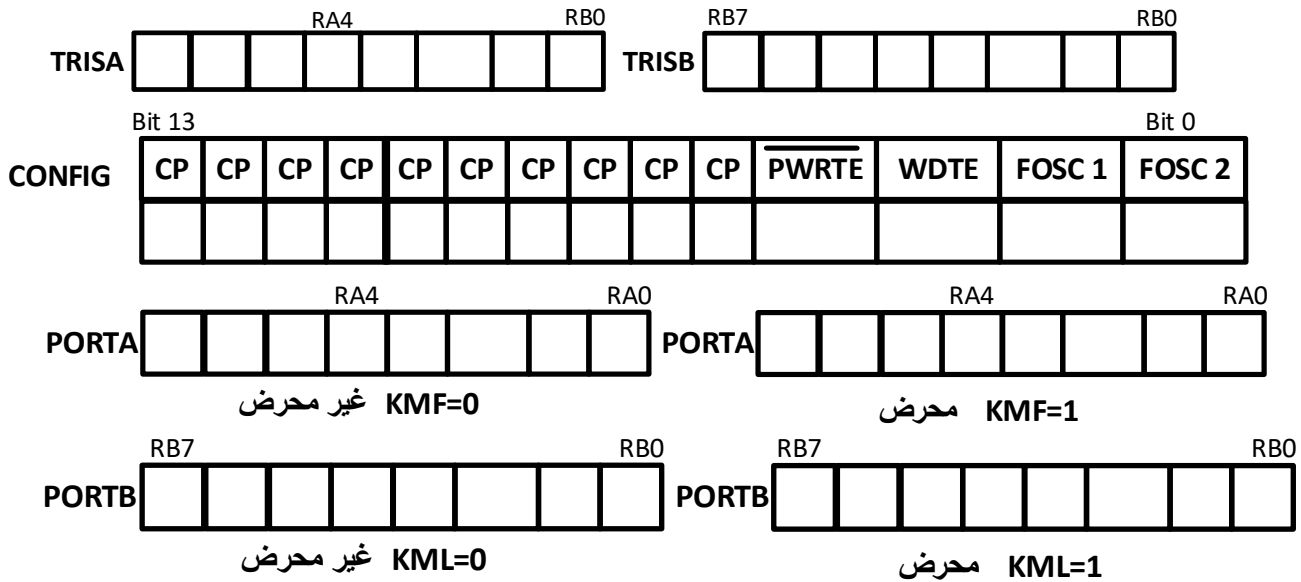 RA4 RB0 RB7 RB0
TRISA TRISB
Bit 13 Bit 0
CONFIG CP CP CP CP CP CP CP CP CP CP PWRTE WDTE FOSC 1 FOSC 2
RA4 RA0 RA4 RA0
PORTA PORTA
غير محرض KMF=0 محرض KMF=1
RB7 RB0 RB7 RB0
PORTB PORTB
غير محرض KML=0 محرض KML=1